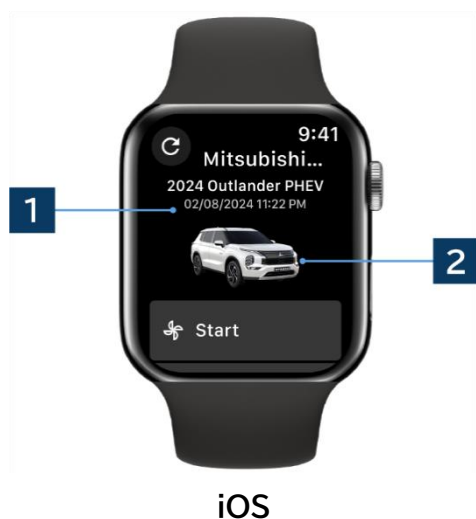 9:41
Mitsubishi...
2024 Outlander PHEV
02/08/2024 11:22 PM
1
2
Start
iOS